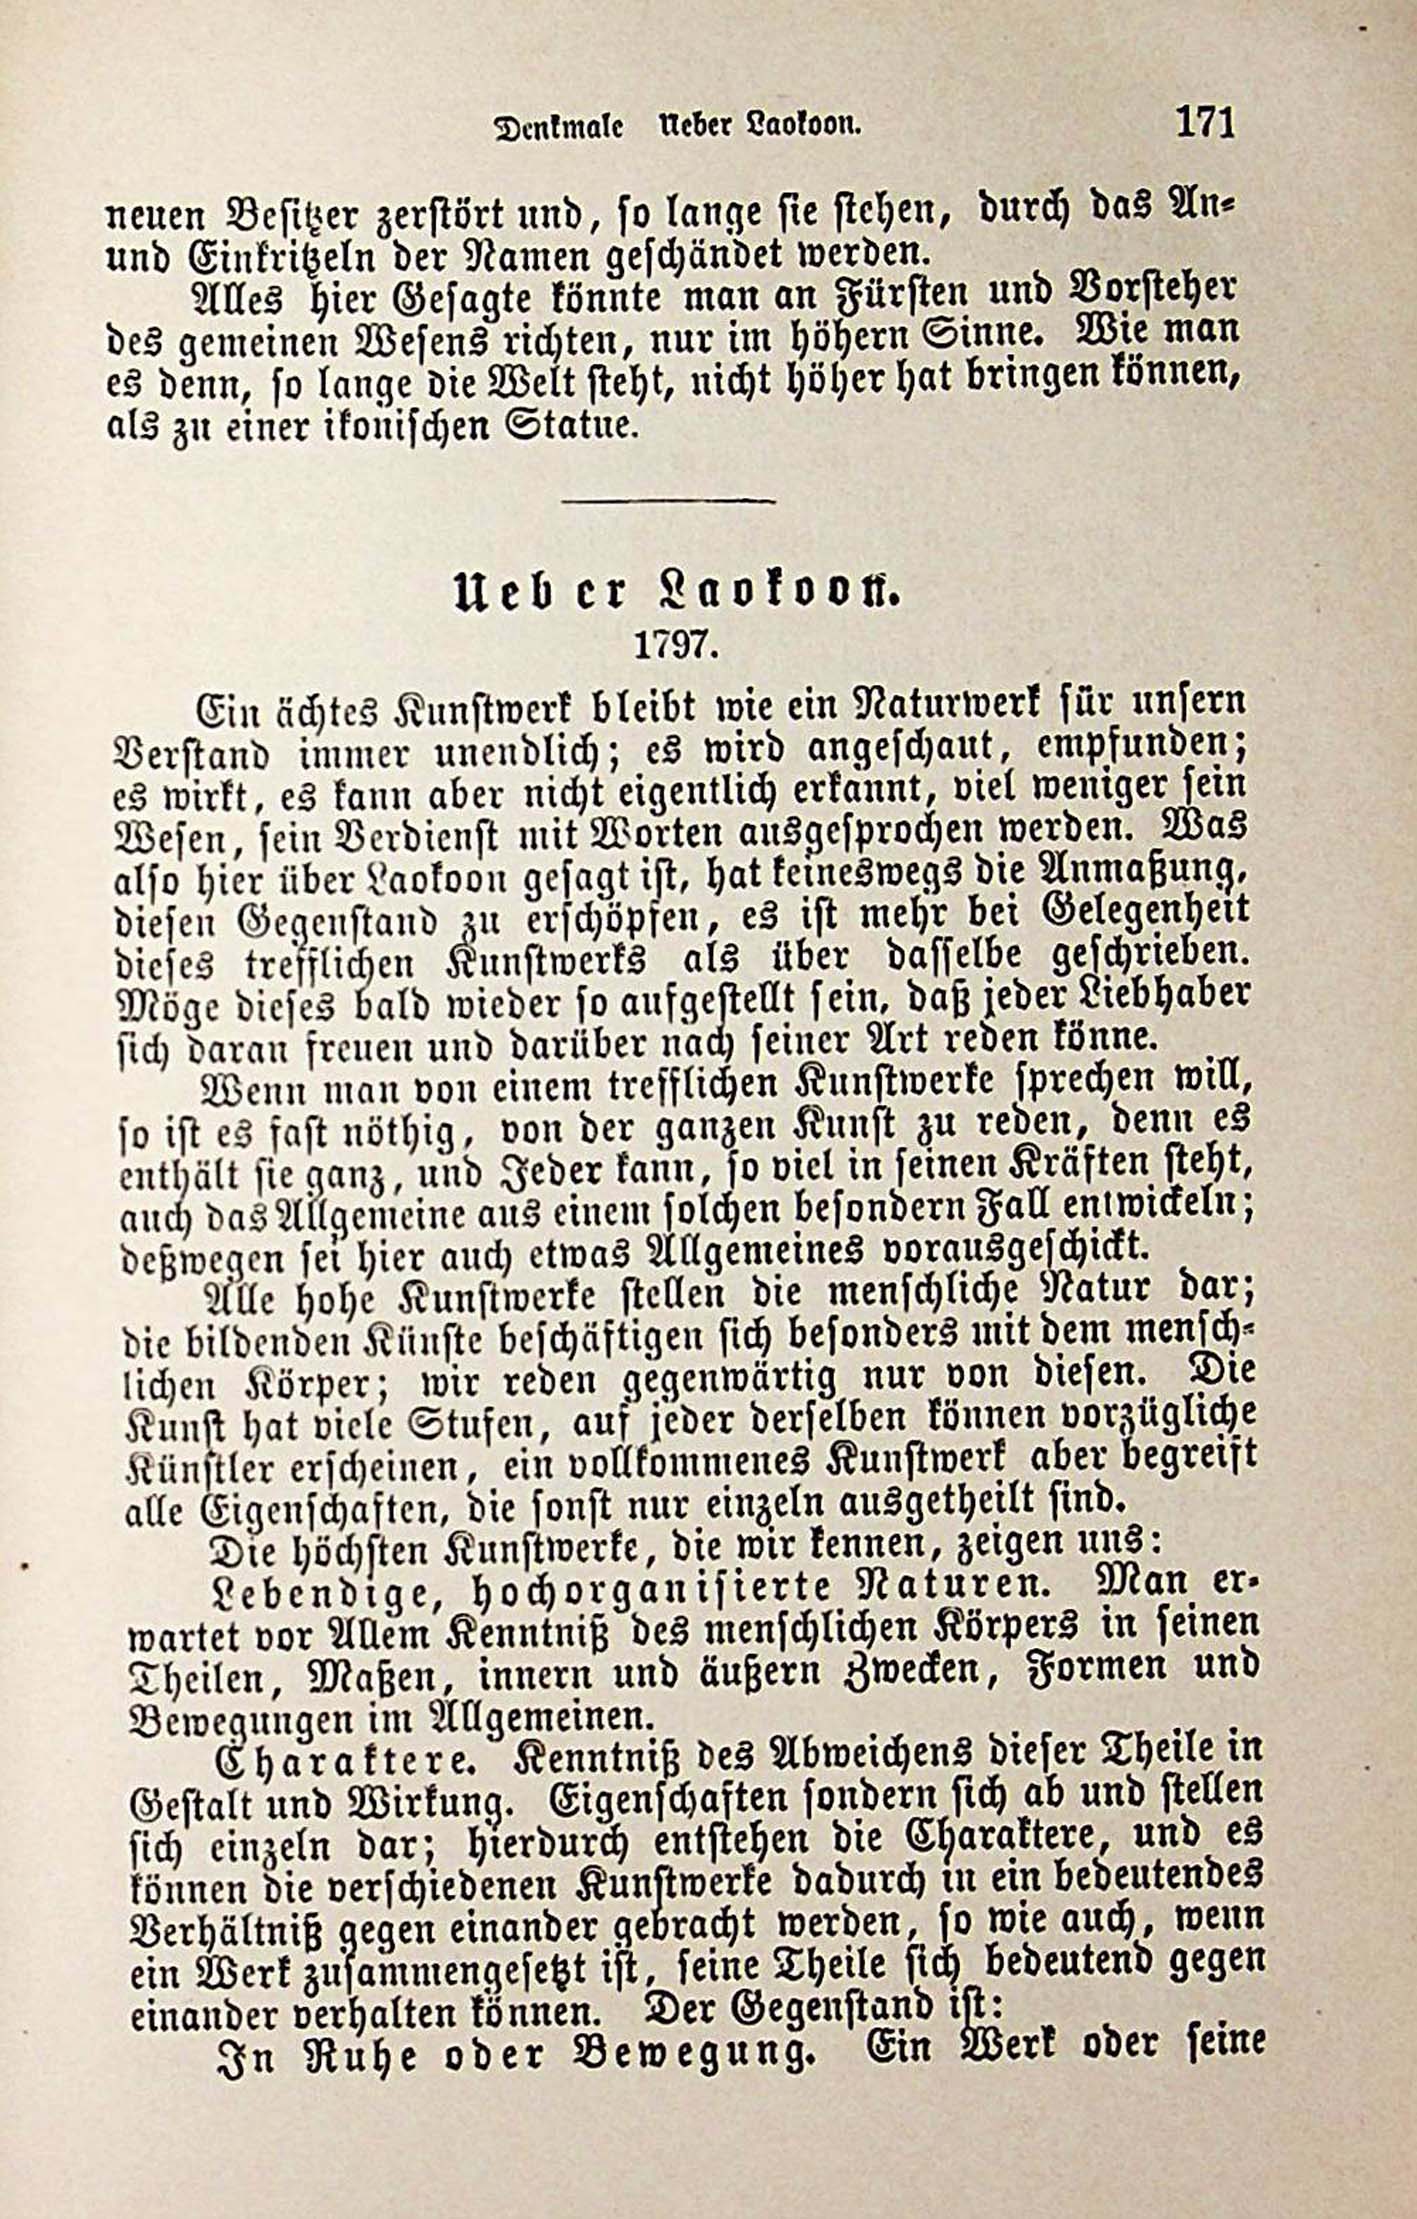 Denkmale Ueber Laokoon. 171
neuen Besitzer zerstört und, so lange sie stehen, durch das An-
und Einkritzeln der Namen geschändet werden.
Alles hier Gesagte könnte man an Fürsten und Vorsteher
des gemeinen Wesens richten, nur im höhern Sinne. Wie man
es denn, so lange die Welt steht, nicht höher hat bringen können,
als zu einer ikonischen Statue.
Ueber Laokoon.
1797.
Ein ächtes Kunstwerk bleibt wie ein Naturwerk für unsern
Verstand immer unendlich; es wird angeschaut, empfunden;
es wirkt, es kann aber nicht eigentlich erkannt, viel weniger sein
Wesen, sein Verdienst mit Worten ausgesprochen werden. Was
also hier über Laokoon gesagt ist, hat keineswegs die Anmaßung,
diesen Gegenstand zu erschöpfen, es ist mehr bei Gelegenheit
dieses trefflichen Kunstwerks als über dasselbe geschrieben.
Möge dieses bald wieder so aufgestellt sein, daß jeder Liebhaber
sich daran freuen und darüber nach seiner Art reden könne.
Wenn man von einem trefflichen Kunstwerke sprechen will,
so ist es fast nöthig, von der ganzen Kunst zu reden, denn es
enthält sie ganz, und Jeder kann, so viel in seinen Kräften steht,
auch das Allgemeine aus einem solchen besondern Fall entwickeln;
deßwegen sei hier auch etwas Allgemeines vorausgeschickt.
Alle hohe Kunstwerke stellen die menschliche Natur dar;
die bildenden Künste beschäftigen sich besonders mit dem mensch-
lichen Körper; wir reden gegenwärtig nur von diesen. Die
Kunst hat viele Stufen, auf jeder derselben können vorzügliche
Künstler erscheinen, ein vollkommenes Kunstwerk aber begreift
alle Eigenschaften, die sonst nur einzeln ausgetheilt sind.
Die höchsten Kunstwerke, die wir kennen, zeigen uns:
Lebendige, hochorganisierte Naturen. Man er-
wartet vor Allem Kenntniß des menschlichen Körpers in seinen
Theilen, Maßen, innern und äußern Zwecken, Formen und
Bewegungen im Allgemeinen.
Charaktere. Kenntniß des Abweichens dieser Theile in
Gestalt und Wirkung. Eigenschaften sondern sich ab und stellen
sich einzeln dar; hierdurch entstehen die Charaktere, und es
können die verschiedenen Kunstwerke dadurch in ein bedeutendes
Verhältniß gegen einander gebracht werden, so wie auch, wenn
ein Werk zusammengesetzt ist, seine Theile sich bedeutend gegen
einander verhalten können. Der Gegenstand ist:
In Ruhe oder Bewegung. Ein Werk oder seine